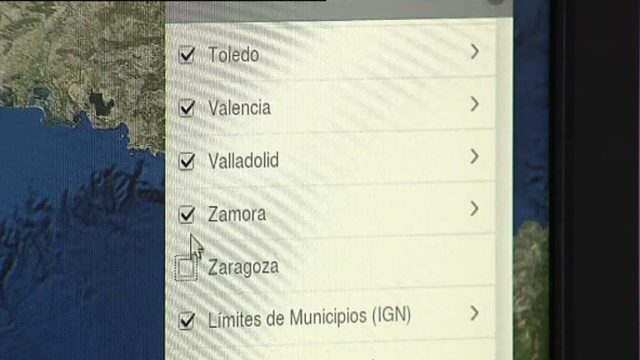 Toledo
Valencia
Valladolid
Zamora
Zaragoza
Límites de Municipios (IGN)